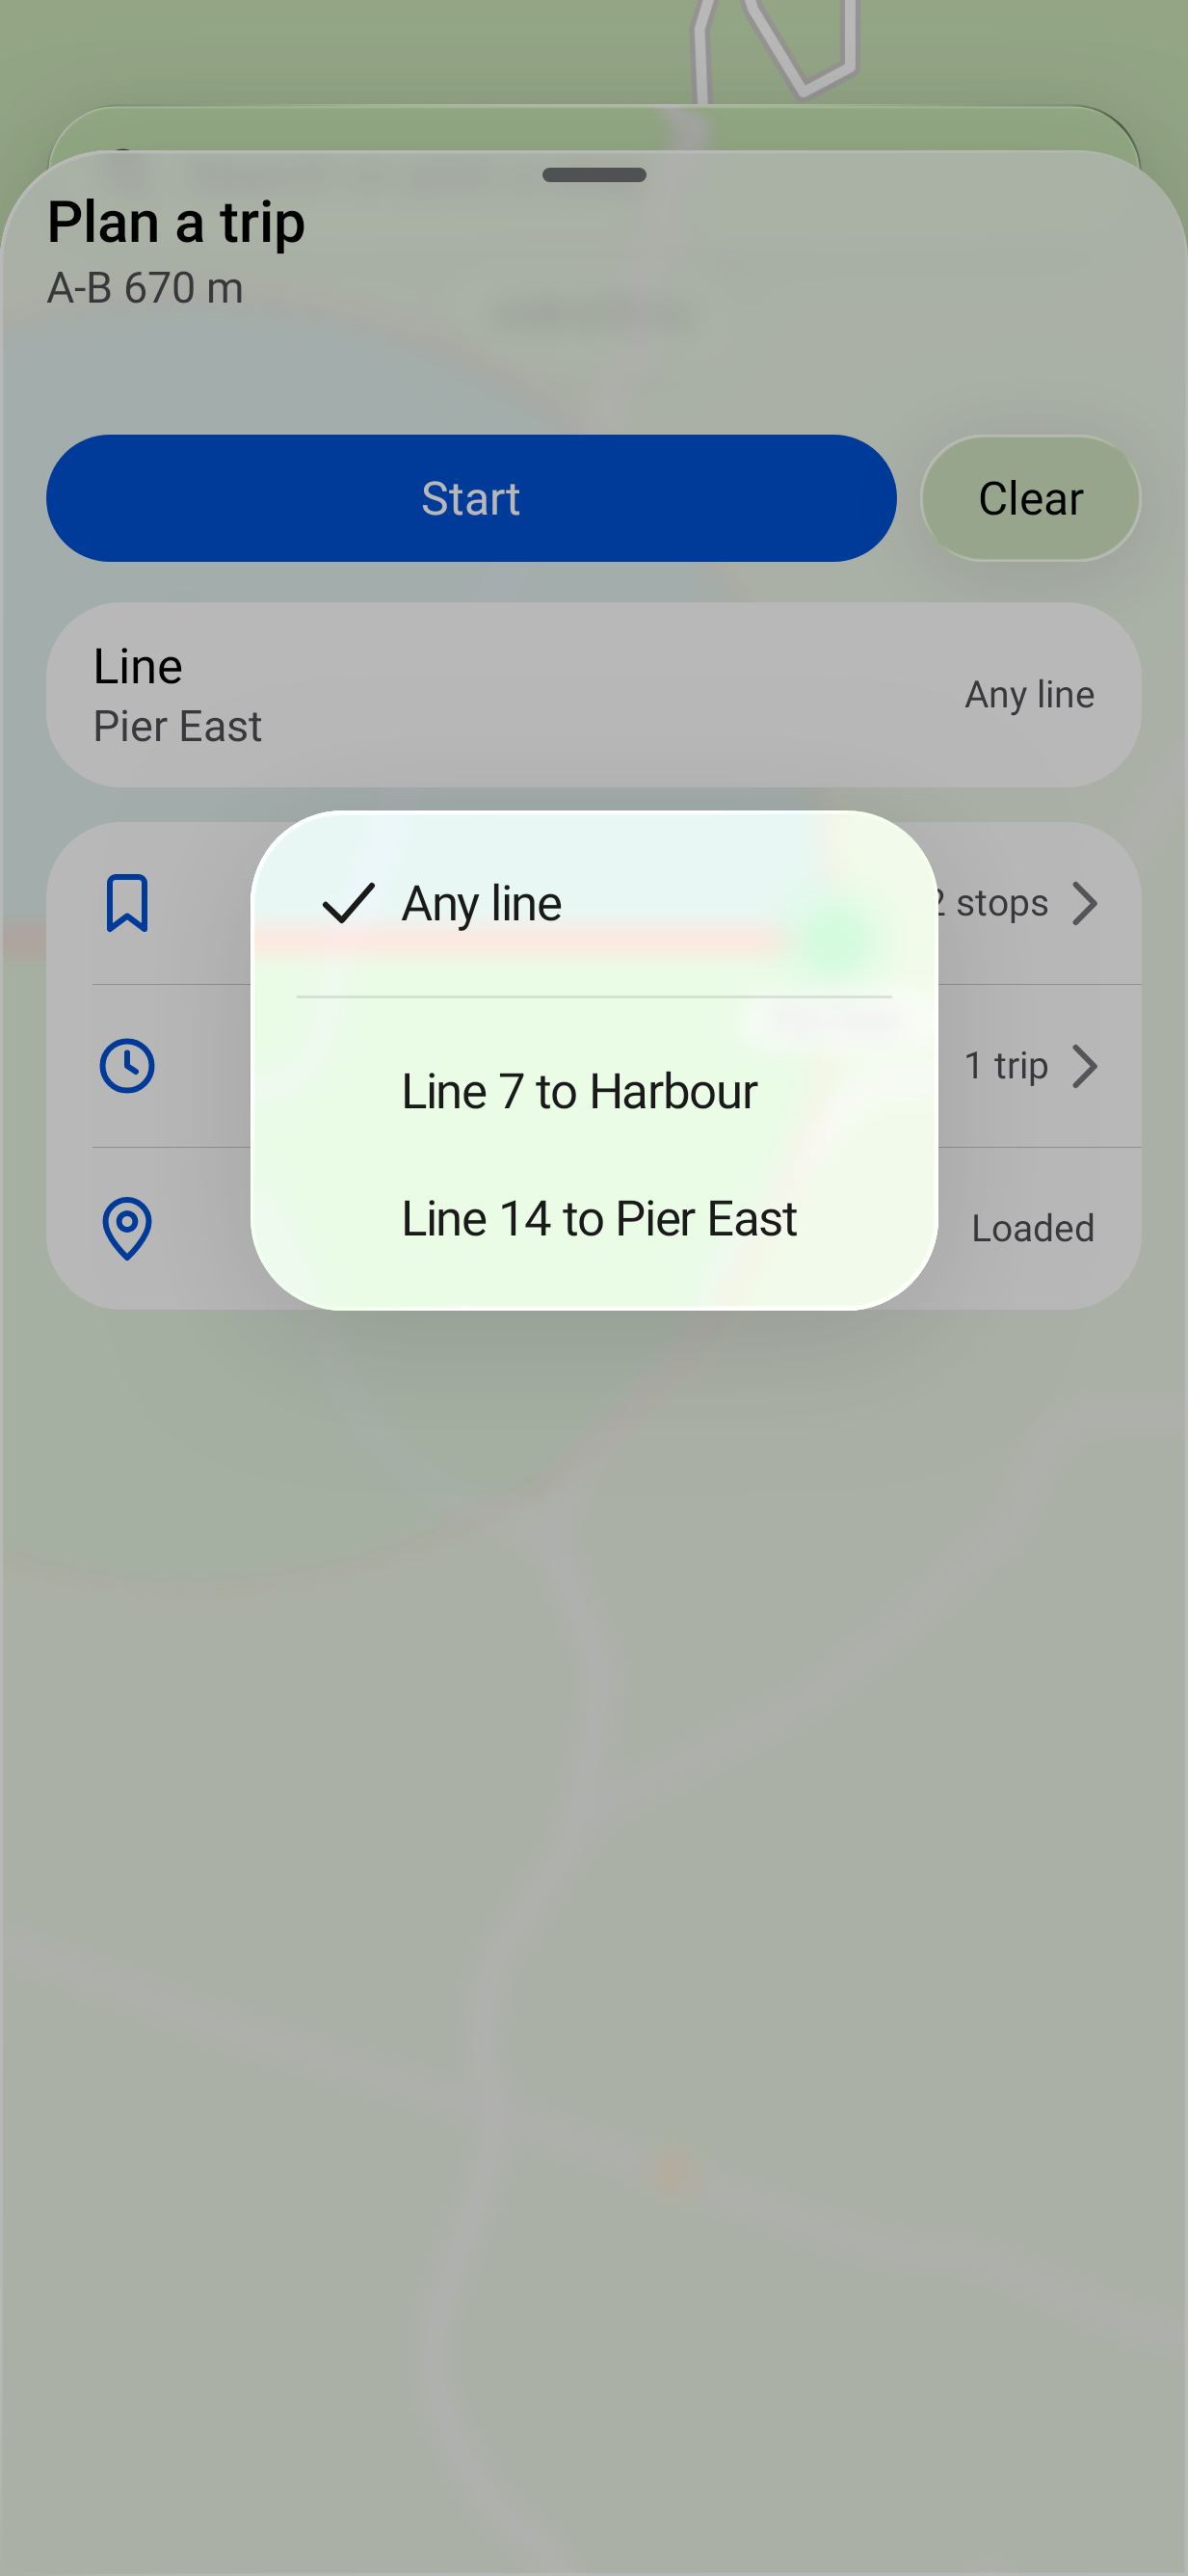 Plan a trip
A-B 670 m
Start
Clear
Line
Pier East
Any line
Any line
2 stops
Line 7 to Harbour
1 trip
Line 14 to Pier East
Loaded